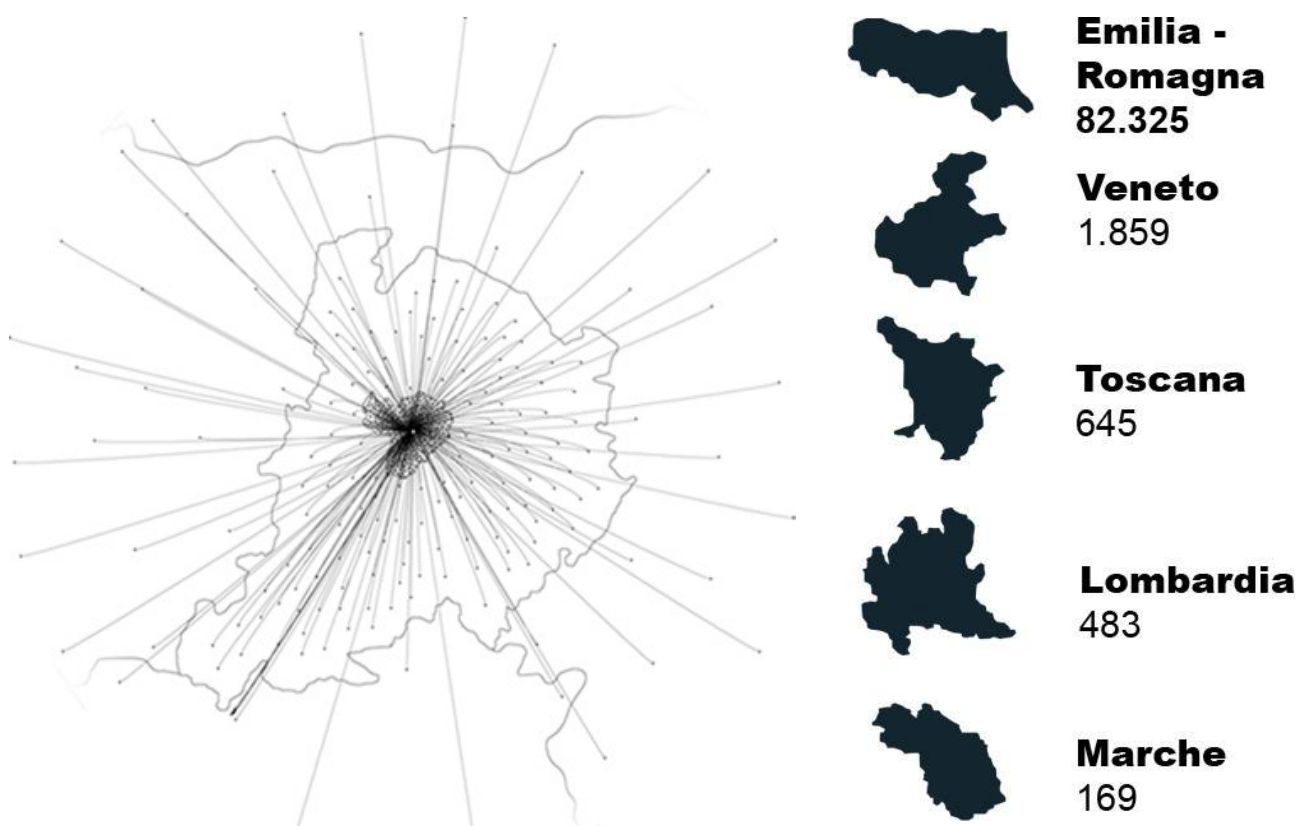 Emilia -
Romagna
82.325
Veneto
1.859
Toscana
645
Lombardia
483
Marche
169